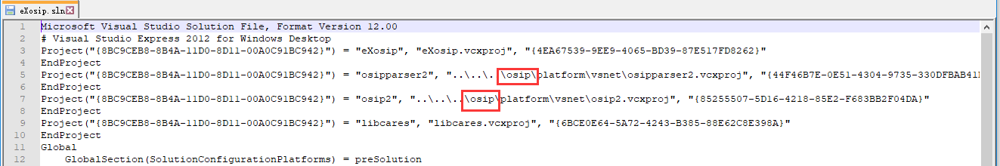 eXosip.sln
1 Microsoft Visual Studio Solution File, Format Version 12.00
2 # Visual Studio Express 2012 for Windows Desktop
3 Project("{8BC9CEB8-8B4A-11D0-8D11-00A0C91BC942}") = "eXosip", "eXosip.vcxproj", "{4EA67539-9EE9-4065-BD39-87E517FD8262}"
4 EndProject
5 Project("{8BC9CEB8-8B4A-11D0-8D11-00A0C91BC942}") = "osipparser2", "..\..\..\osip\platform\vsnet\osipparser2.vcxproj", "{44F46B7E-0E51-4304-9735-330DFBAB41
6 EndProject
7 Project("{8BC9CEB8-8B4A-11D0-8D11-00A0C91BC942}") = "osip2", "..\..\..\osip\platform\vsnet\osip2.vcxproj", "{85255507-5D16-4218-85E2-F683BB2F04DA}"
8 EndProject
9 Project("{8BC9CEB8-8B4A-11D0-8D11-00A0C91BC942}") = "libcares", "libcares.vcxproj", "{6BCE0E64-5A72-4243-B385-88E62C8E398A}"
10 EndProject
11 Global
12 GlobalSection(SolutionConfigurationPlatforms) = preSolution